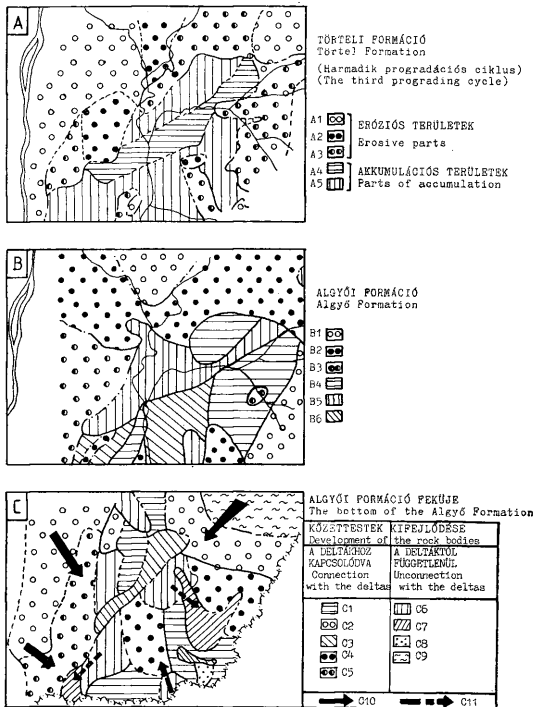 A
TÖRTELI FORMÁCIÓ
Törtel Formation
(Harmadik progradációs ciklus)
(The third prograding cycle)
A1
A2
A3
ERÓZIÓS TERÜLETEK
Erosive parts
A4
A5
AKKUMULÁCIÓS TERÜLETEK
Parts of accumulation
B
ALGYŐI FORMÁCIÓ
Algyő Formation
B1
B2
B3
B4
B5
B6
C
ALGYŐI FORMÁCIÓ FEKÜJE
The bottom of the Algyő Formation
KŐZETTESTEK KIFEJLŐDÉSE
Development of the rock bodies
A DELTÁKHOZ
KAPCSOLÓDVA
Connection
with the deltas
A DELTÁKTÓL
FÜGGETLENÜL
Unconnection
with the deltas
C1
C2
C3
C4
C5
C6
C7
C8
C9
C10
C11